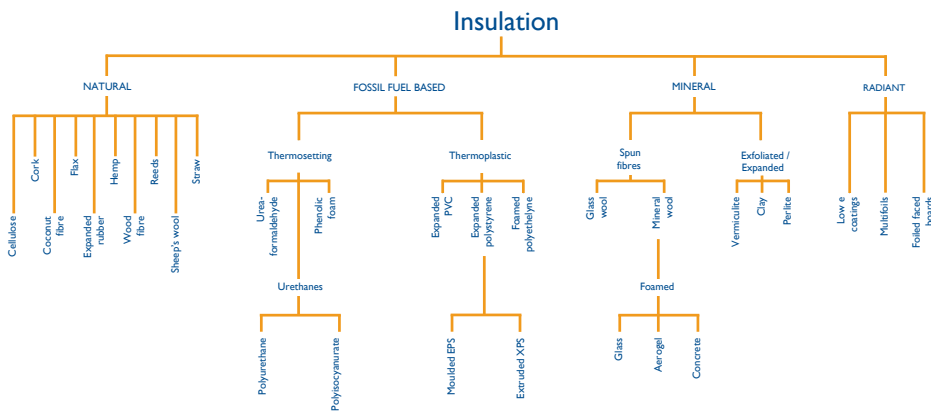 Insulation
NATURAL
FOSSIL FUEL BASED
MINERAL
RADIANT
Cellulose
Cork
Coconut
fibre
Flax
Expanded
rubber
Hemp
Wood
fibre
Reeds
Sheep's wool
Straw
Thermosetting
Urea-
formaldehyde
Phenolic
foam
Urethanes
Polyurethane
Polyisocyanurate
Thermoplastic
Expanded
PVC
Expanded
polystyrene
Foamed
polyethelyne
Moulded EPS
Extruded XPS
Spun
fibres
Glass
wool
Mineral
wool
Foamed
Glass
Aerogel
Concrete
Exfoliated /
Expanded
Vermiculite
Clay
Perlite
Low e
coatings
Multifoils
Foiled faced
boards